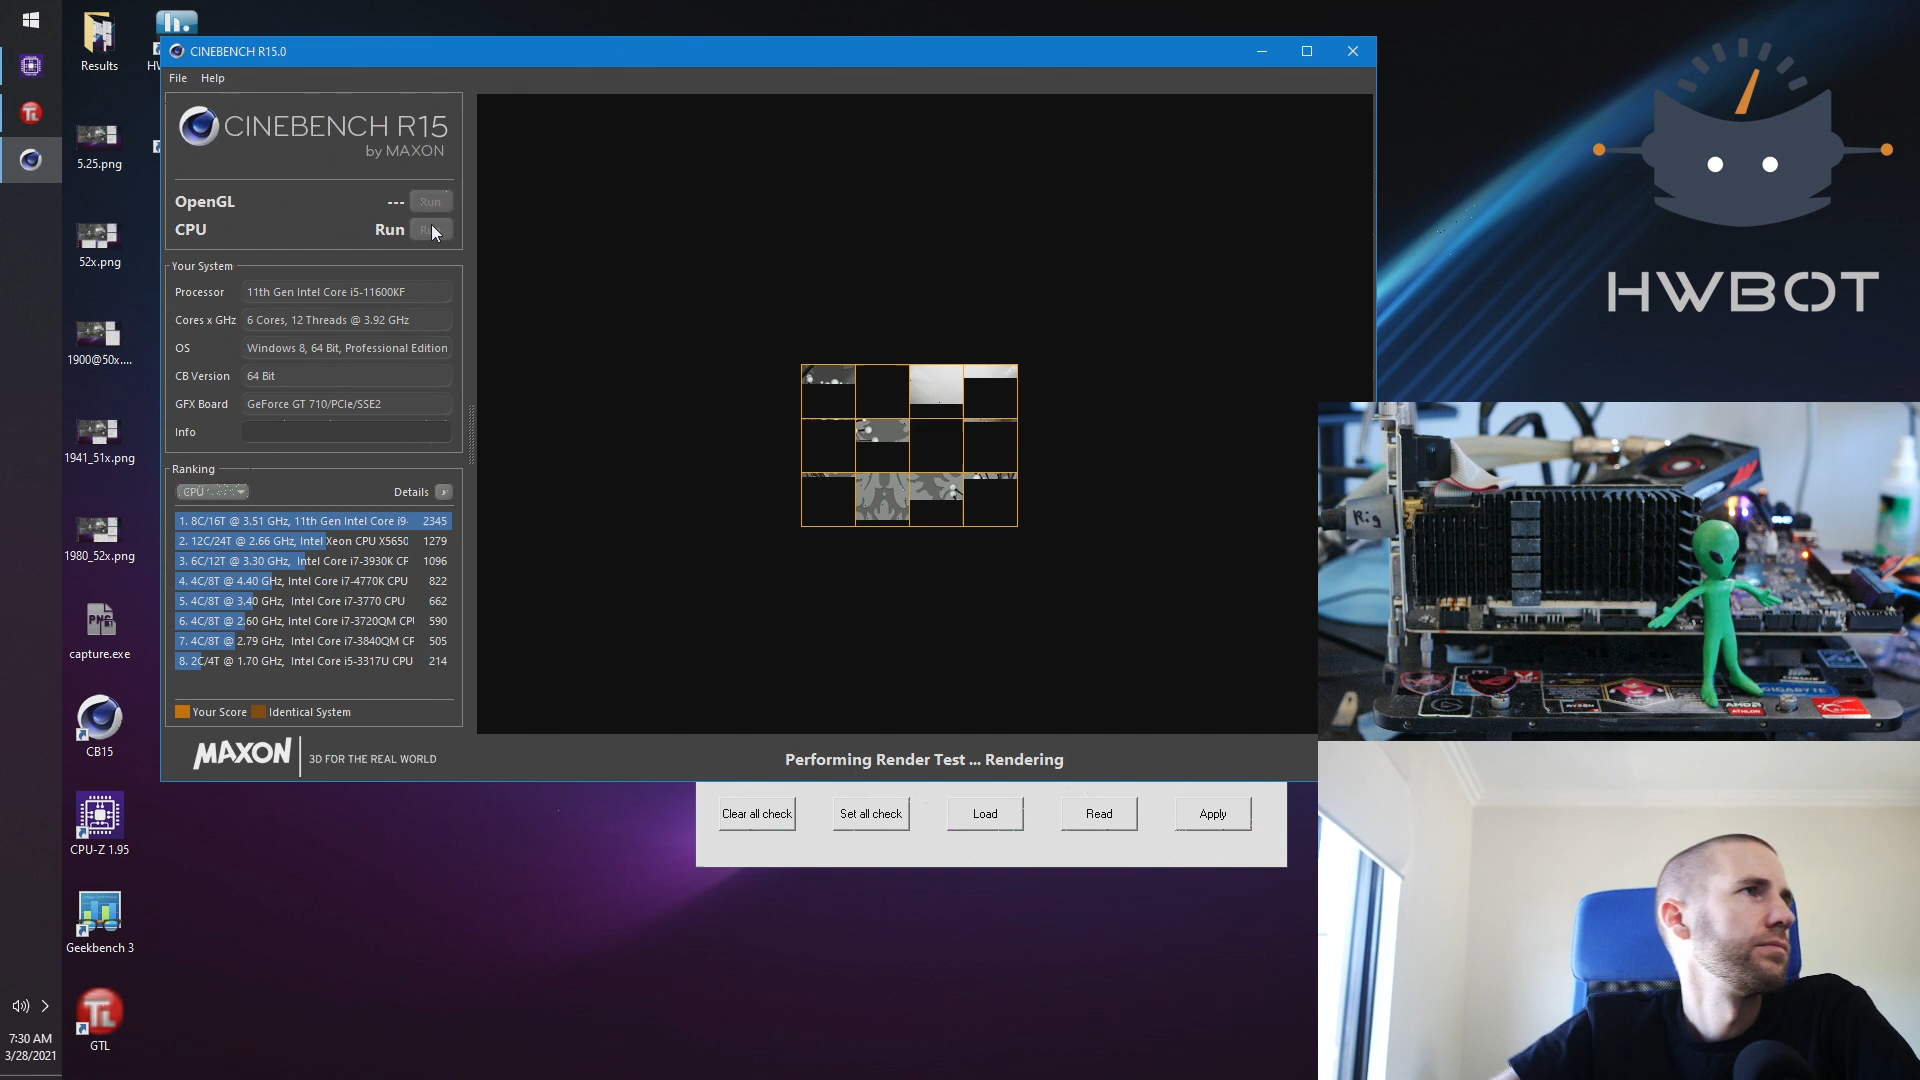 Results
5.25.png
52x.png
1900@50x....
1941_51x.png
1980_52x.png
capture.exe
CB15
CPU-Z 1.95
Geekbench 3
GTL
7:30 AM
3/28/2021
h.
HW
CINEBENCH R15.0
File Help
CINEBENCH R15
by MAXON
OpenGL --- Run
CPU Run
Your System
Processor 11th Gen Intel Core i5-11600KF
Cores x GHz 6 Cores, 12 Threads @ 3.92 GHz
OS Windows 8, 64 Bit, Professional Edition
CB Version 64 Bit
GFX Board GeForce GT 710/PCIe/SSE2
Info
Ranking
CPU Details
1. 8C/16T @ 3.51 GHz, 11th Gen Intel Core i9- 2345
2. 12C/24T @ 2.66 GHz, Intel Xeon CPU X5650 1279
3. 6C/12T @ 3.30 GHz, Intel Core i7-3930K CP 1096
4. 4C/8T @ 4.40 GHz, Intel Core i7-4770K CPU 822
5. 4C/8T @ 3.40 GHz, Intel Core i7-3770 CPU 662
6. 4C/8T @ 2.60 GHz, Intel Core i7-3720QM CPU 590
7. 4C/8T @ 2.79 GHz, Intel Core i7-3840QM CP 505
8. 2C/4T @ 1.70 GHz, Intel Core i5-3317U CPU 214
Your Score Identical System
MAXON 3D FOR THE REAL WORLD
Performing Render Test ... Rendering
Clear all check Set all check Load Read Apply
HWBOT
Rig
RYZEN
AMD
ATHLON
GIGABYTE